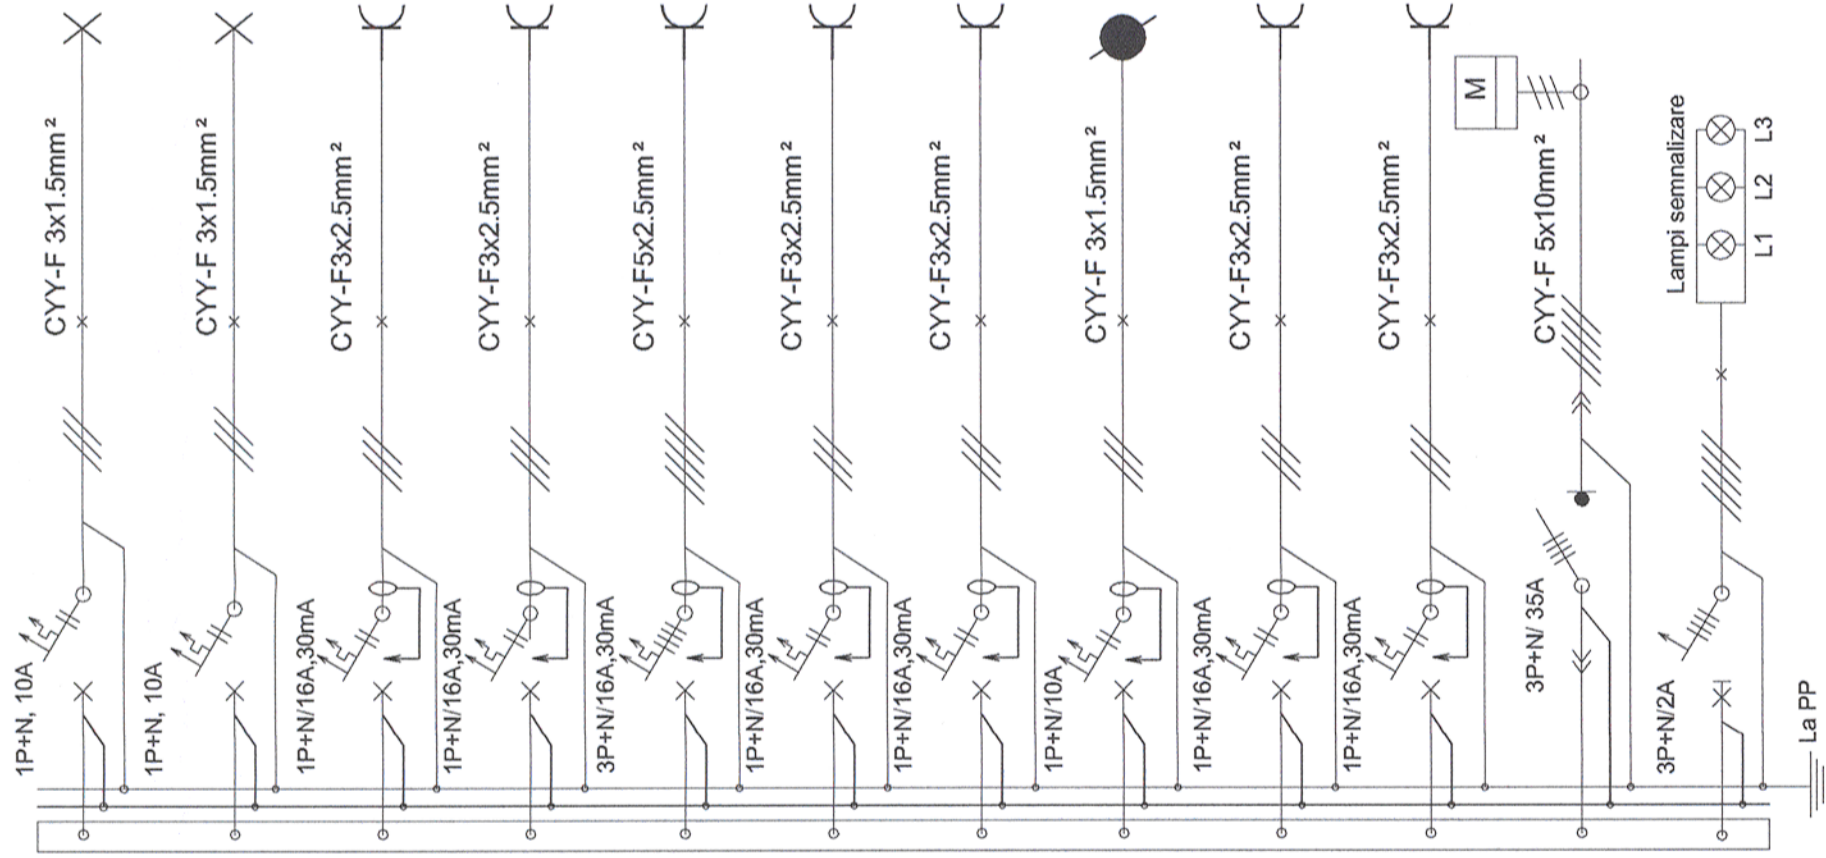 CYY-F 3x1.5mm²
1P+N, 10A
CYY-F 3x1.5mm²
1P+N, 10A
CYY-F3x2.5mm²
1P+N/16A,30mA
CYY-F3x2.5mm²
1P+N/16A,30mA
CYY-F5x2.5mm²
3P+N/16A,30mA
CYY-F3x2.5mm²
1P+N/16A,30mA
CYY-F3x2.5mm²
1P+N/16A,30mA
CYY-F 3x1.5mm²
1P+N/10A
CYY-F3x2.5mm²
1P+N/16A,30mA
CYY-F3x2.5mm²
1P+N/16A,30mA
M
CYY-F 5x10mm²
3P+N/ 35A
Lampi semnalizare
L1 L2 L3
3P+N/2A
La PP